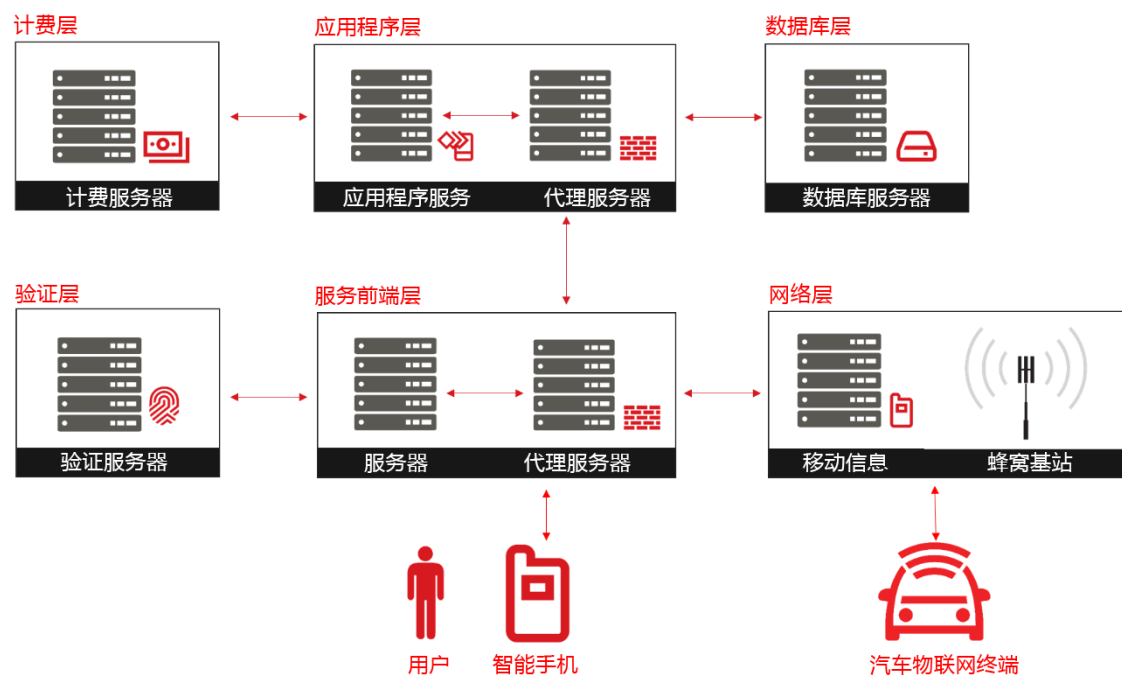 计费层
应用程序层
数据库层
计费服务器
应用程序服务
代理服务器
数据库服务器
验证层
服务前端层
网络层
验证服务器
服务器
代理服务器
移动信息
蜂窝基站
用户
智能手机
汽车物联网终端